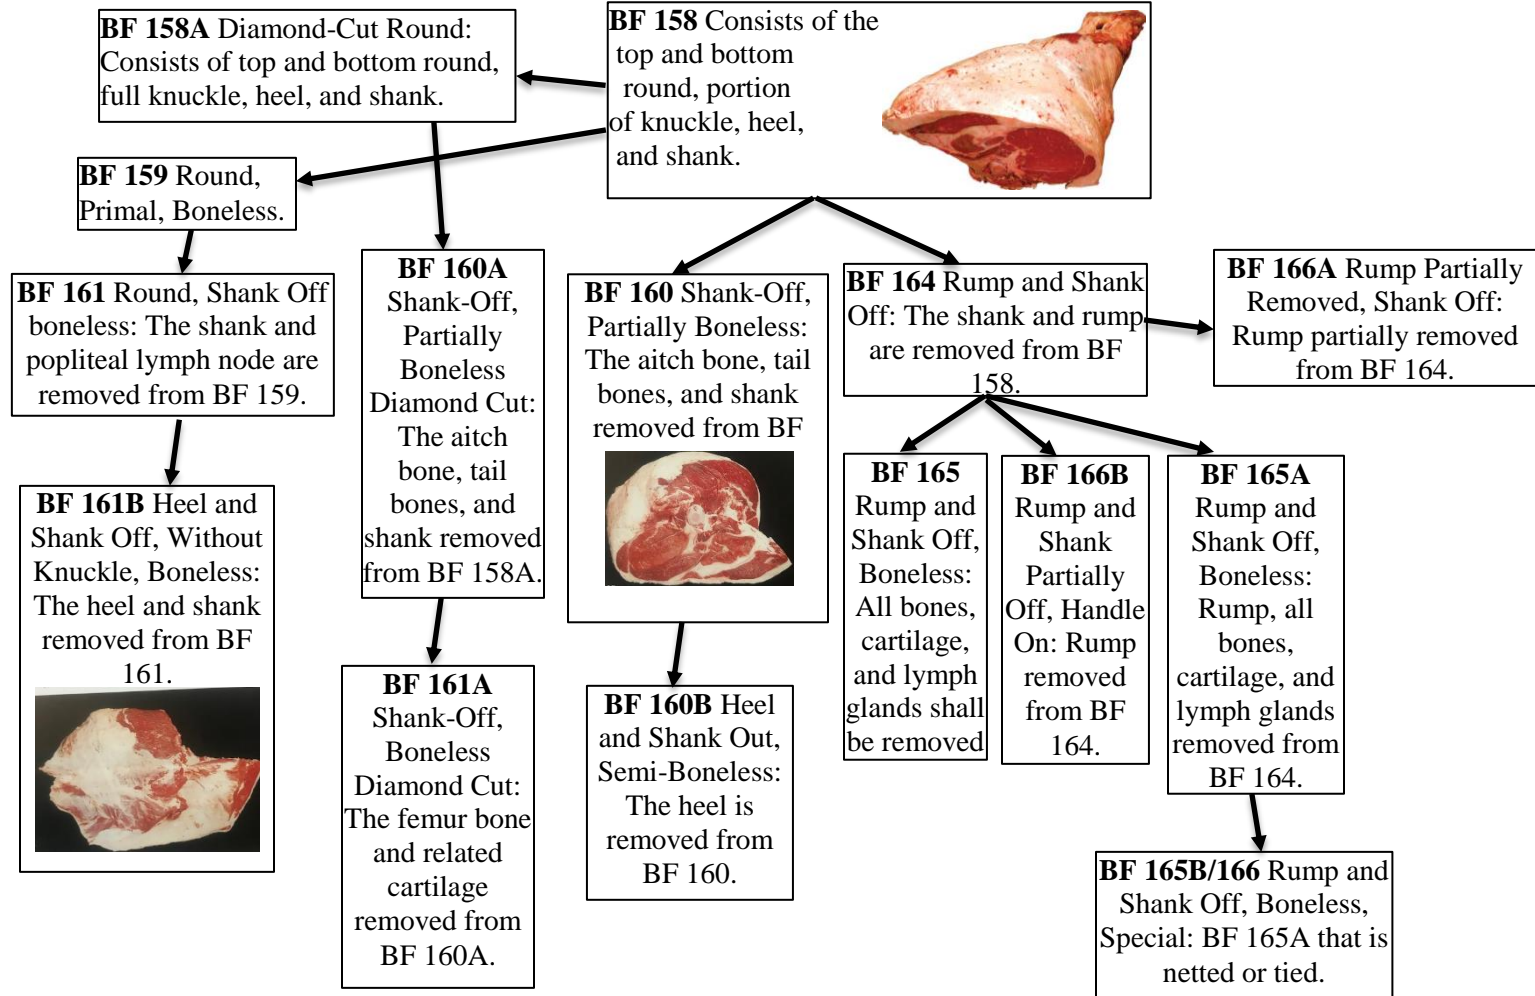 BF 158A Diamond-Cut Round:
Consists of top and bottom round,
full knuckle, heel, and shank.
BF 158 Consists of the
top and bottom
round, portion
of knuckle, heel,
and shank.
BF 159 Round,
Primal, Boneless.
BF 161 Round, Shank Off
boneless: The shank and
popliteal lymph node are
removed from BF 159.
BF 160A
Shank-Off,
Partially
Boneless
Diamond Cut:
The aitch
bone, tail
bones, and
shank removed
from BF 158A.
BF 160 Shank-Off,
Partially Boneless:
The aitch bone, tail
bones, and shank
removed from BF
BF 164 Rump and Shank
Off: The shank and rump
are removed from BF
158.
BF 166A Rump Partially
Removed, Shank Off:
Rump partially removed
from BF 164.
BF 161B Heel and
Shank Off, Without
Knuckle, Boneless:
The heel and shank
removed from BF
161.
BF 161A
Shank-Off,
Boneless
Diamond Cut:
The femur bone
and related
cartilage
removed from
BF 160A.
BF 160B Heel
and Shank Out,
Semi-Boneless:
The heel is
removed from
BF 160.
BF 165
Rump and
Shank Off,
Boneless:
All bones,
cartilage,
and lymph
glands shall
be removed
BF 166B
Rump and
Shank
Partially
Off, Handle
On: Rump
removed
from BF
164.
BF 165A
Rump and
Shank Off,
Boneless:
Rump, all
bones,
cartilage, and
lymph glands
removed from
BF 164.
BF 165B/166 Rump and
Shank Off, Boneless,
Special: BF 165A that is
netted or tied.